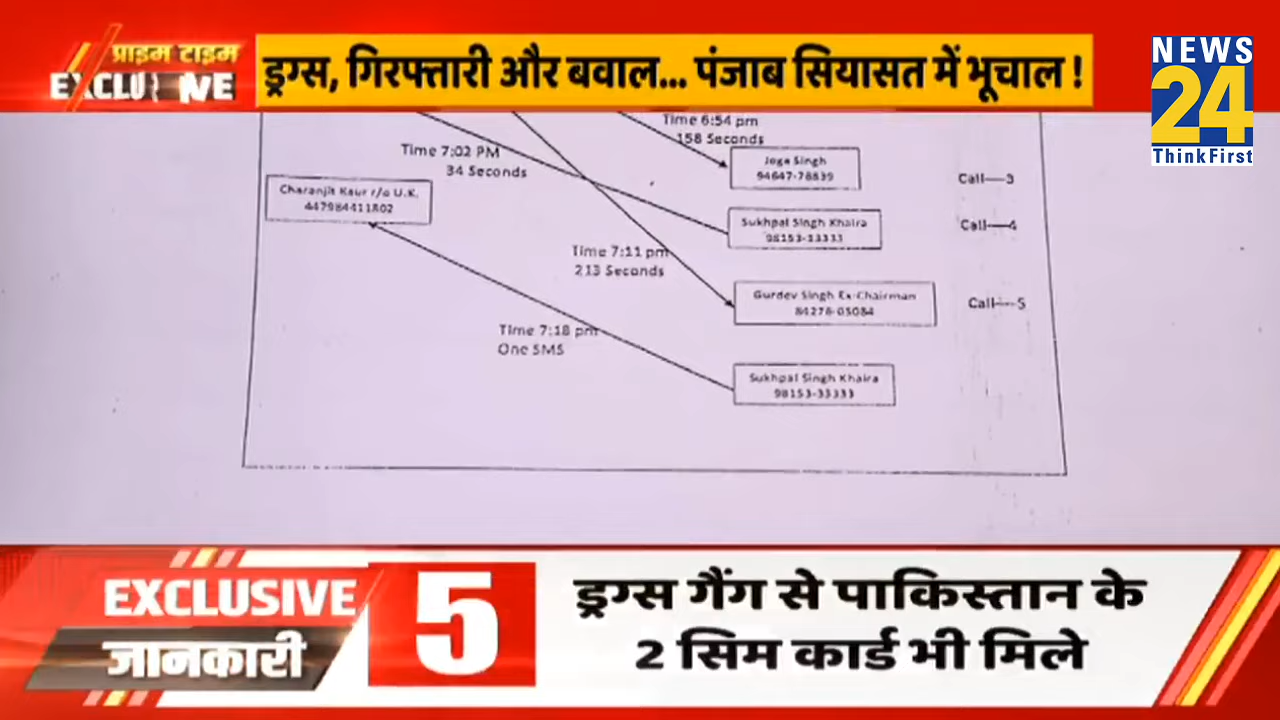 प्राइम टाइम
ड्रग्स, गिरफ्तारी और बवाल... पंजाब सियासत में भूचाल !
NEWS
24
ThinkFirst
Time 6:54 pm
158 Seconds
Joga Singh
94647-78839
Call—3
Time 7:02 PM
34 Seconds
Charanjit Kaur r/o U.K.
447984411802
Sukhpal Singh Khaira
98153-33333
Call—4
Time 7:11 pm
213 Seconds
Gurdev Singh Ex-Chairman
84278-05084
Call—5
Time 7:18 pm
One SMS
Sukhpal Singh Khaira
98153-33333
EXCLUSIVE
जानकारी
5
ड्रग्स गैंग से पाकिस्तान के
2 सिम कार्ड भी मिले